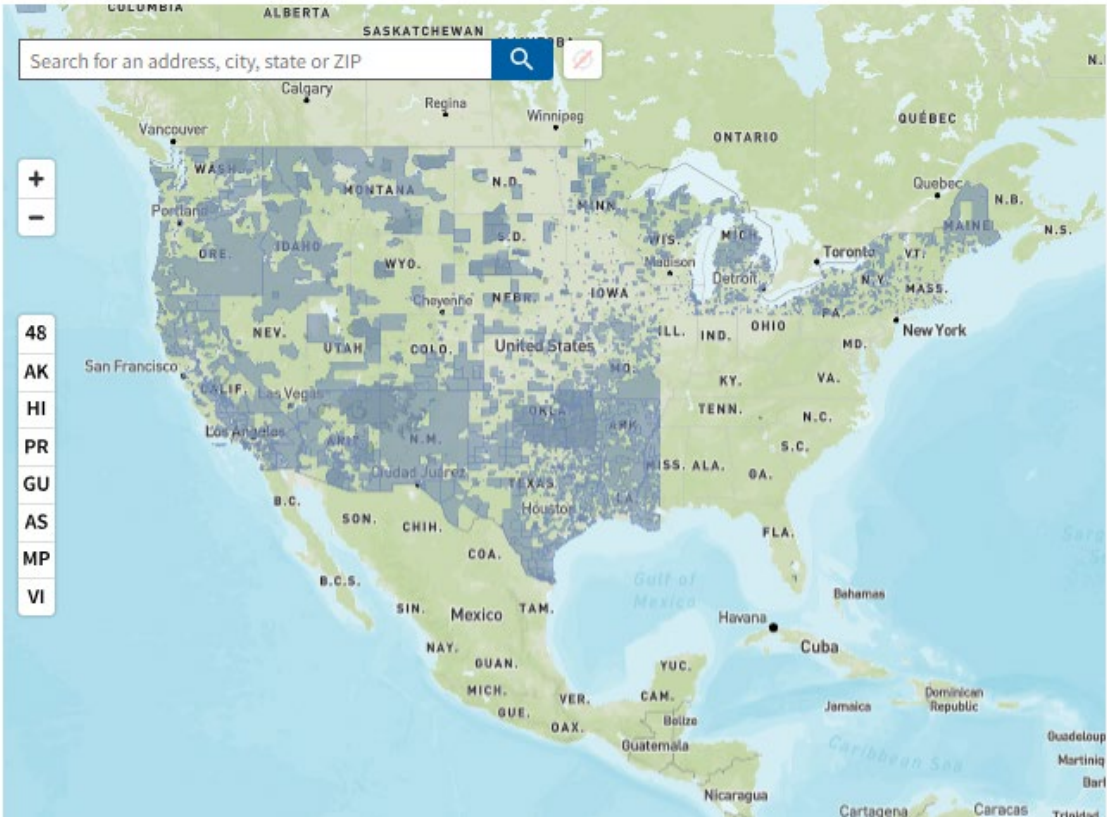 COLUMBIA
ALBERTA
SASKATCHEWAN
Search for an address, city, state or ZIP
N.
Calgary
Regina
Winnipeg
QUÉBEC
Vancouver
ONTARIO
+
WASH.
N.D.
Quebec
MONTANA
N.B.
−
MINN.
Portland
MAINE
S.D.
WIS.
MICH.
N.S.
ORE.
IDAHO
Toronto
VT.
WYO.
Madison
Detroit
N.Y.
MASS.
Cheyenne
NEBR.
IOWA
PA.
48
NEV.
ILL.
IND.
OHIO
New York
UTAH
COLO.
United States
MD.
San Francisco
AK
MO.
KY.
VA.
CALIF.
Las Vegas
HI
OKLA.
TENN.
N.C.
Los Angeles
ARIZ.
N.M.
ARK.
PR
S.C.
Ciudad Juárez
MISS.
ALA.
GA.
GU
TEXAS
LA.
B.C.
SON.
Houston
AS
CHIH.
FLA.
MP
COA.
B.C.S.
Gulf of
Mexico
VI
Bahamas
SIN.
Mexico
TAM.
Havana
NAY.
Cuba
GUAN.
YUC.
MICH.
VER.
CAM.
Dominican
Republic
GUE.
Jamaica
OAX.
Belize
Guatemala
Caribbean Sea
Guadeloup
Martiniq
Nicaragua
Cartagena
Caracas
Trinidad